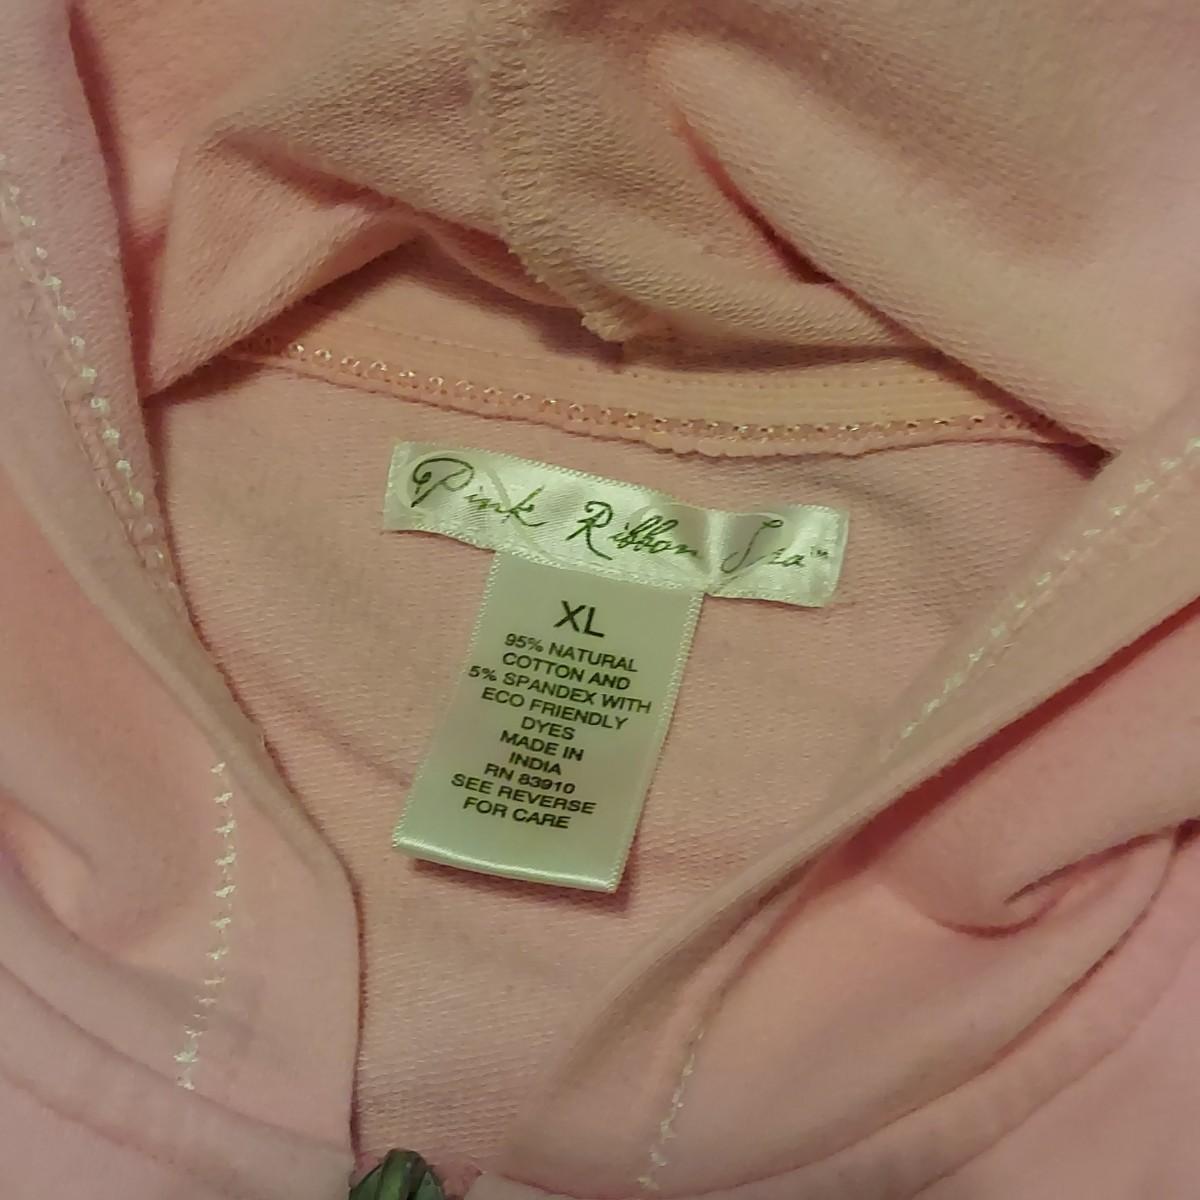 Pink Ribbon Spa™
XL
95% NATURAL
COTTON AND
5% SPANDEX WITH
ECO FRIENDLY
DYES
MADE IN
INDIA
RN 83910
SEE REVERSE
FOR CARE